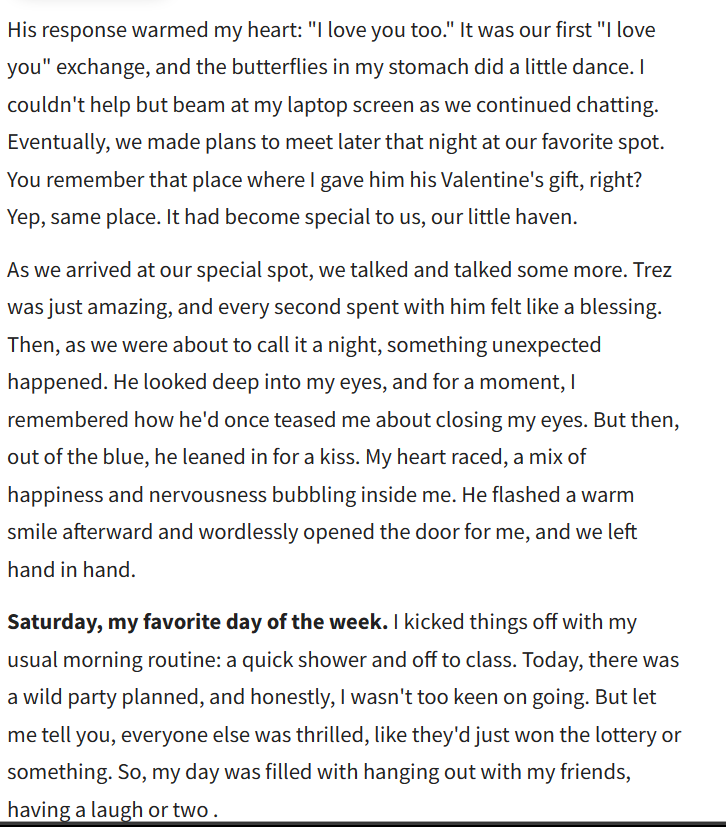 His response warmed my heart: "I love you too." It was our first "I love
you" exchange, and the butterflies in my stomach did a little dance. I
couldn't help but beam at my laptop screen as we continued chatting.
Eventually, we made plans to meet later that night at our favorite spot.
You remember that place where I gave him his Valentine's gift, right?
Yep, same place. It had become special to us, our little haven.
As we arrived at our special spot, we talked and talked some more. Trez
was just amazing, and every second spent with him felt like a blessing.
Then, as we were about to call it a night, something unexpected
happened. He looked deep into my eyes, and for a moment, I
remembered how he'd once teased me about closing my eyes. But then,
out of the blue, he leaned in for a kiss. My heart raced, a mix of
happiness and nervousness bubbling inside me. He flashed a warm
smile afterward and wordlessly opened the door for me, and we left
hand in hand.
Saturday, my favorite day of the week. I kicked things off with my
usual morning routine: a quick shower and off to class. Today, there was
a wild party planned, and honestly, I wasn't too keen on going. But let
me tell you, everyone else was thrilled, like they'd just won the lottery or
something. So, my day was filled with hanging out with my friends,
having a laugh or two .